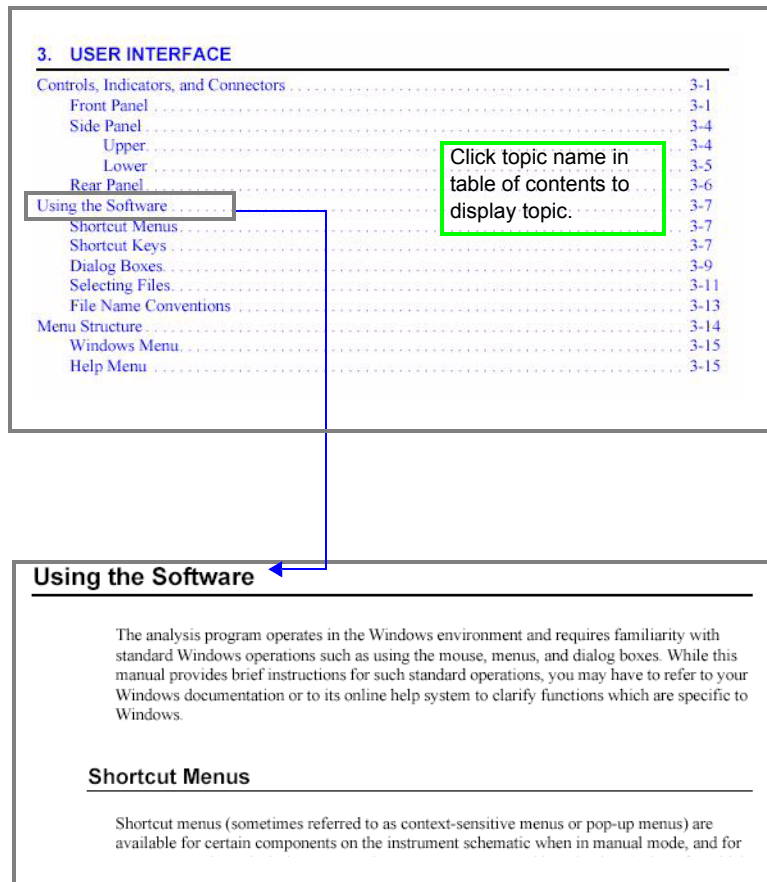 3. USER INTERFACE
Controls, Indicators, and Connectors . . . . . . . . . . . . . . . . . . . . . . . . . . . . . . . . . . . . . . . . 3-1
Front Panel . . . . . . . . . . . . . . . . . . . . . . . . . . . . . . . . . . . . . . . . 3-1
Side Panel . . . . . . . . . . . . . . . . . . . . . . . . . . . . . . . . . . . . . . . . 3-4
Upper. . . . . . . . . . . . . . . . . . . . . . . . . . . . . . . . . . . . . . . . 3-4
Lower . . . . . . . . . . . . . . . . . . . . . . . . . . . . . . . . . . . . . . . . 3-5
Rear Panel. . . . . . . . . . . . . . . . . . . . . . . . . . . . . . . . . . . . . . . . 3-6
Using the Software . . . . . . . . . . . . . . . . . . . . . . . . . . . . . . . . . . . . . . . . 3-7
Shortcut Menus. . . . . . . . . . . . . . . . . . . . . . . . . . . . . . . . . . . . . . . . 3-7
Shortcut Keys . . . . . . . . . . . . . . . . . . . . . . . . . . . . . . . . . . . . . . . . 3-7
Dialog Boxes. . . . . . . . . . . . . . . . . . . . . . . . . . . . . . . . . . . . . . . . 3-9
Selecting Files. . . . . . . . . . . . . . . . . . . . . . . . . . . . . . . . . . . . . . . . 3-11
File Name Conventions . . . . . . . . . . . . . . . . . . . . . . . . . . . . . . . . . . . . . . . . 3-13
Menu Structure . . . . . . . . . . . . . . . . . . . . . . . . . . . . . . . . . . . . . . . . 3-14
Windows Menu. . . . . . . . . . . . . . . . . . . . . . . . . . . . . . . . . . . . . . . . 3-15
Help Menu . . . . . . . . . . . . . . . . . . . . . . . . . . . . . . . . . . . . . . . . 3-15
Click topic name in
table of contents to
display topic.
Using the Software
The analysis program operates in the Windows environment and requires familiarity with
standard Windows operations such as using the mouse, menus, and dialog boxes. While this
manual provides brief instructions for such standard operations, you may have to refer to your
Windows documentation or to its online help system to clarify functions which are specific to
Windows.
Shortcut Menus
Shortcut menus (sometimes referred to as context-sensitive menus or pop-up menus) are
available for certain components on the instrument schematic when in manual mode, and for